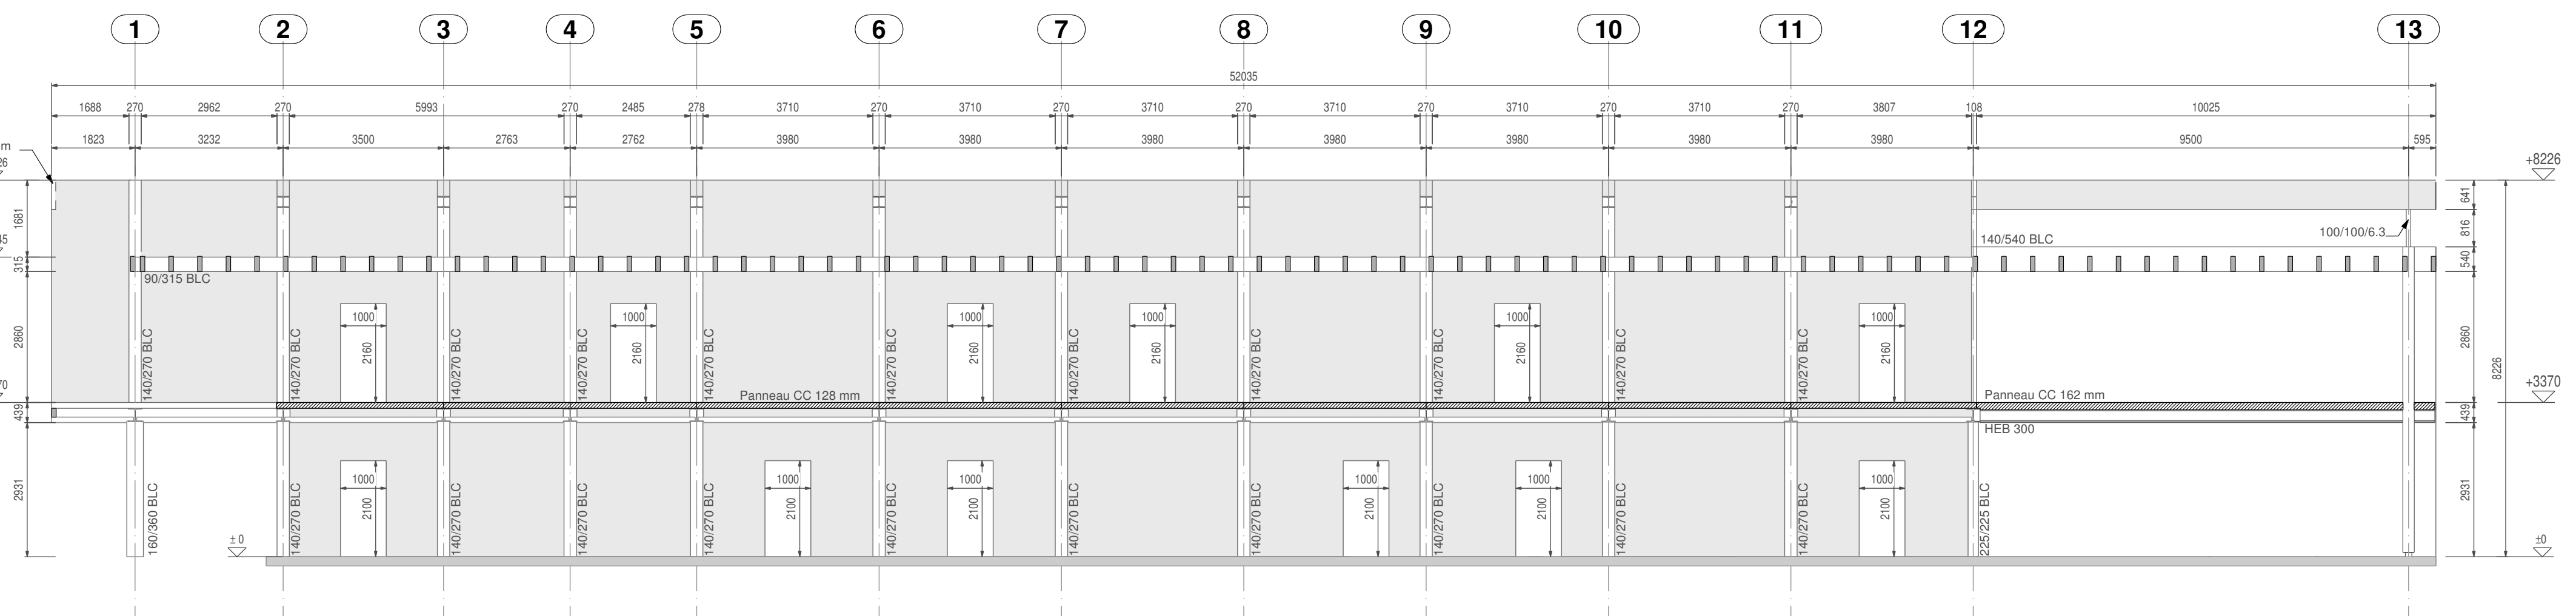 1 2 3 4 5 6 7 8 9 10 11 12 13
52035
1688 270 2962 270 5993 270 2485 278 3710 270 3710 270 3710 270 3710 270 3710 270 3710 270 3807 108 10025
1823 3232 3500 2763 2762 3980 3980 3980 3980 3980 3980 3980 9500 595
m
26
+8226
1681
641
816
100/100/6.3
45
140/540 BLC
315
540
90/315 BLC
1000 1000 1000 1000 1000 1000
2160 2160 2160 2160 2160 2160
2860
140/270 BLC 140/270 BLC 140/270 BLC 140/270 BLC 140/270 BLC 140/270 BLC 140/270 BLC 140/270 BLC 140/270 BLC 140/270 BLC
2860
8226
70
+3370
Panneau CC 128 mm
Panneau CC 162 mm
439
439
HEB 300
1000 1000 1000 1000 1000 1000
2100 2100 2100 2100 2100 2100
2931
160/360 BLC 140/270 BLC 140/270 BLC 140/270 BLC 140/270 BLC 140/270 BLC 140/270 BLC 140/270 BLC 140/270 BLC 140/270 BLC 140/270 BLC 225/225 BLC
2931
± 0
±0